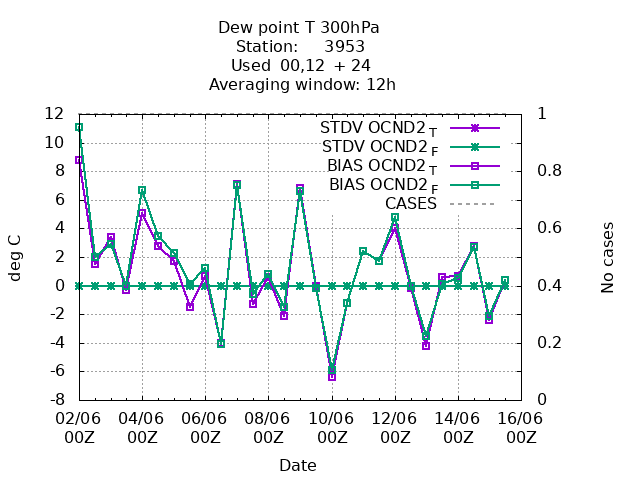 Dew point T 300hPa
Station: 3953
Used 00,12 + 24
Averaging window: 12h
12
10
8
6
4
2
0
-2
-4
-6
-8
deg C
STDV OCND2 T
STDV OCND2 F
BIAS OCND2 T
BIAS OCND2 F
CASES
1
0.8
0.6
0.4
0.2
0
No cases
02/06 04/06 06/06 08/06 10/06 12/06 14/06 16/06
00Z 00Z 00Z 00Z 00Z 00Z 00Z 00Z
Date